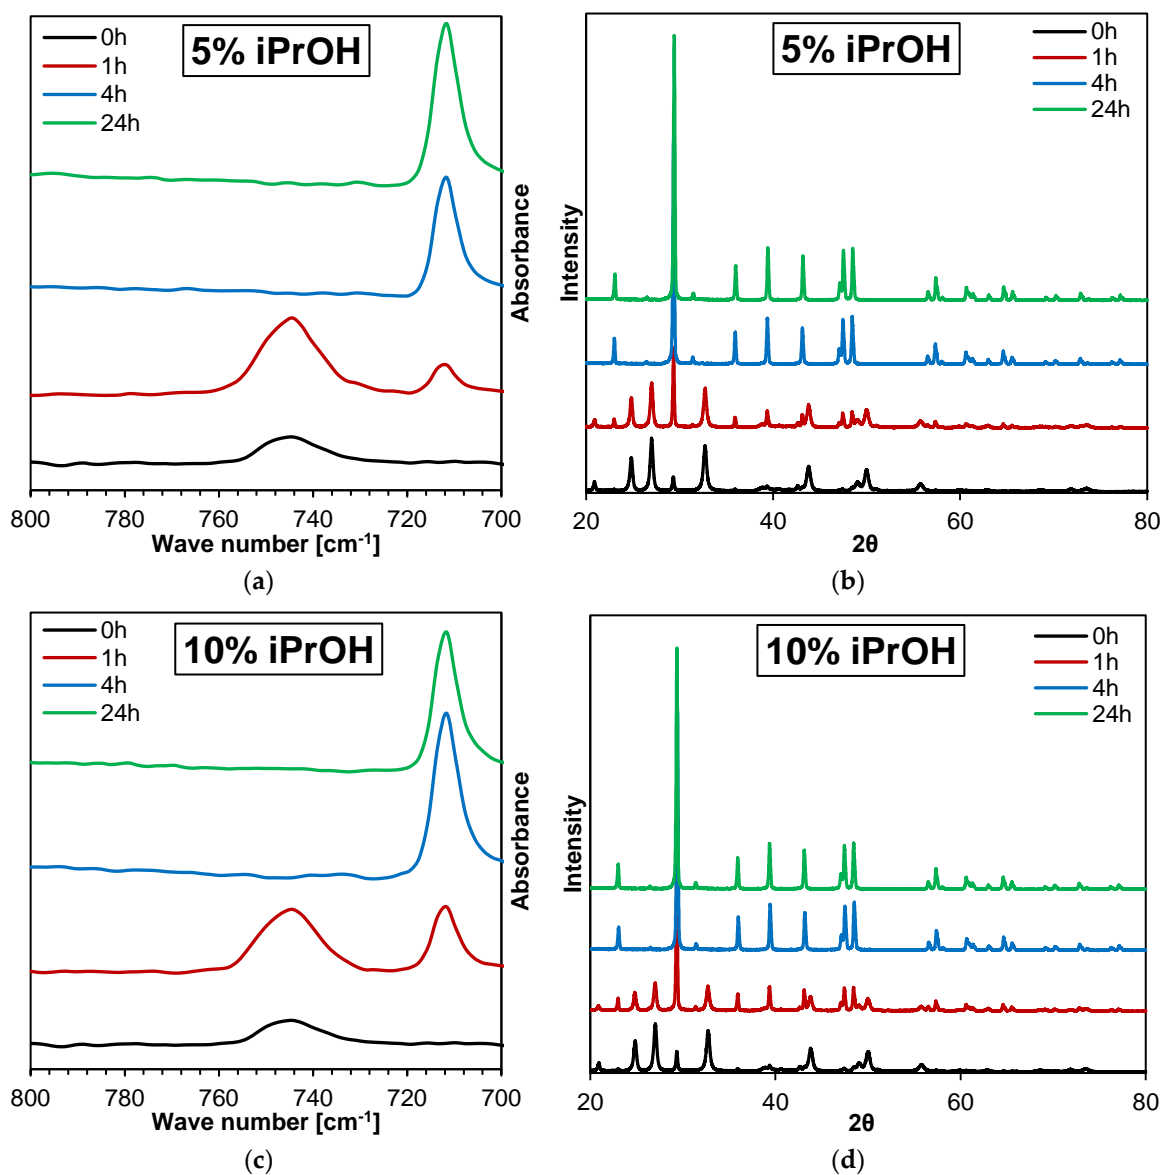 5% iPrOH
0h
1h
4h
24h
Absorbance
800 780 760 740 720 700
Wave number [cm⁻¹]
(a)
5% iPrOH
0h
1h
4h
24h
Intensity
20 40 60 80
2θ
(b)
10% iPrOH
0h
1h
4h
24h
Absorbance
800 780 760 740 720 700
Wave number [cm⁻¹]
(c)
10% iPrOH
0h
1h
4h
24h
Intensity
20 40 60 80
2θ
(d)